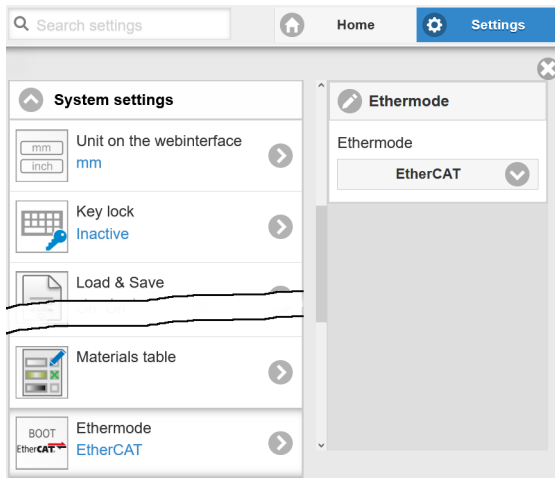 Search settings
Home
Settings
System settings
mm
inch
Unit on the webinterface
mm
Key lock
Inactive
Load & Save
Materials table
BOOT
EtherCAT
Ethermode
EtherCAT
Ethermode
Ethermode
EtherCAT